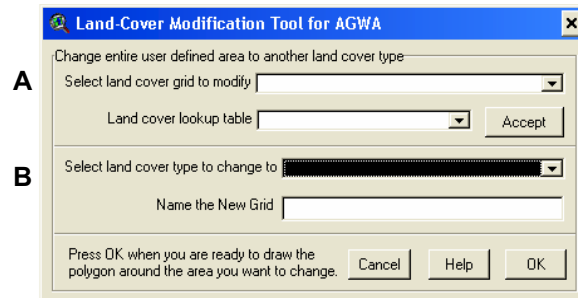 Land-Cover Modification Tool for AGWA
Change entire user defined area to another land cover type
A
Select land cover grid to modify
Land cover lookup table
Accept
B
Select land cover type to change to
Name the New Grid
Press OK when you are ready to draw the
polygon around the area you want to change.
Cancel
Help
OK